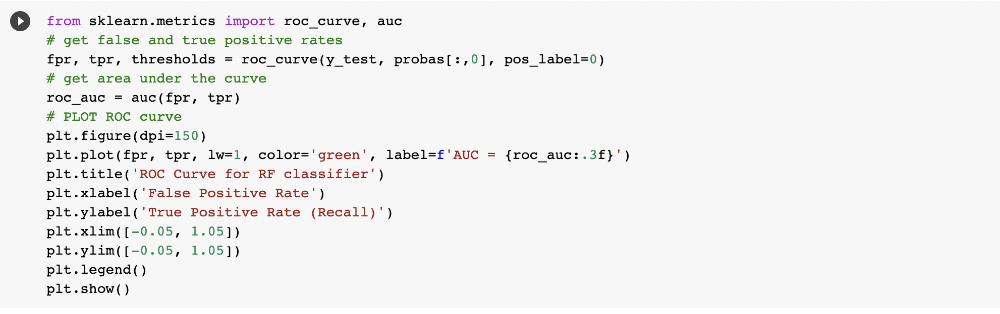 from sklearn.metrics import roc_curve, auc
# get false and true positive rates
fpr, tpr, thresholds = roc_curve(y_test, probas[:,0], pos_label=0)
# get area under the curve
roc_auc = auc(fpr, tpr)
# PLOT ROC curve
plt.figure(dpi=150)
plt.plot(fpr, tpr, lw=1, color='green', label=f'AUC = {roc_auc:.3f}')
plt.title('ROC Curve for RF classifier')
plt.xlabel('False Positive Rate')
plt.ylabel('True Positive Rate (Recall)')
plt.xlim([-0.05, 1.05])
plt.ylim([-0.05, 1.05])
plt.legend()
plt.show()